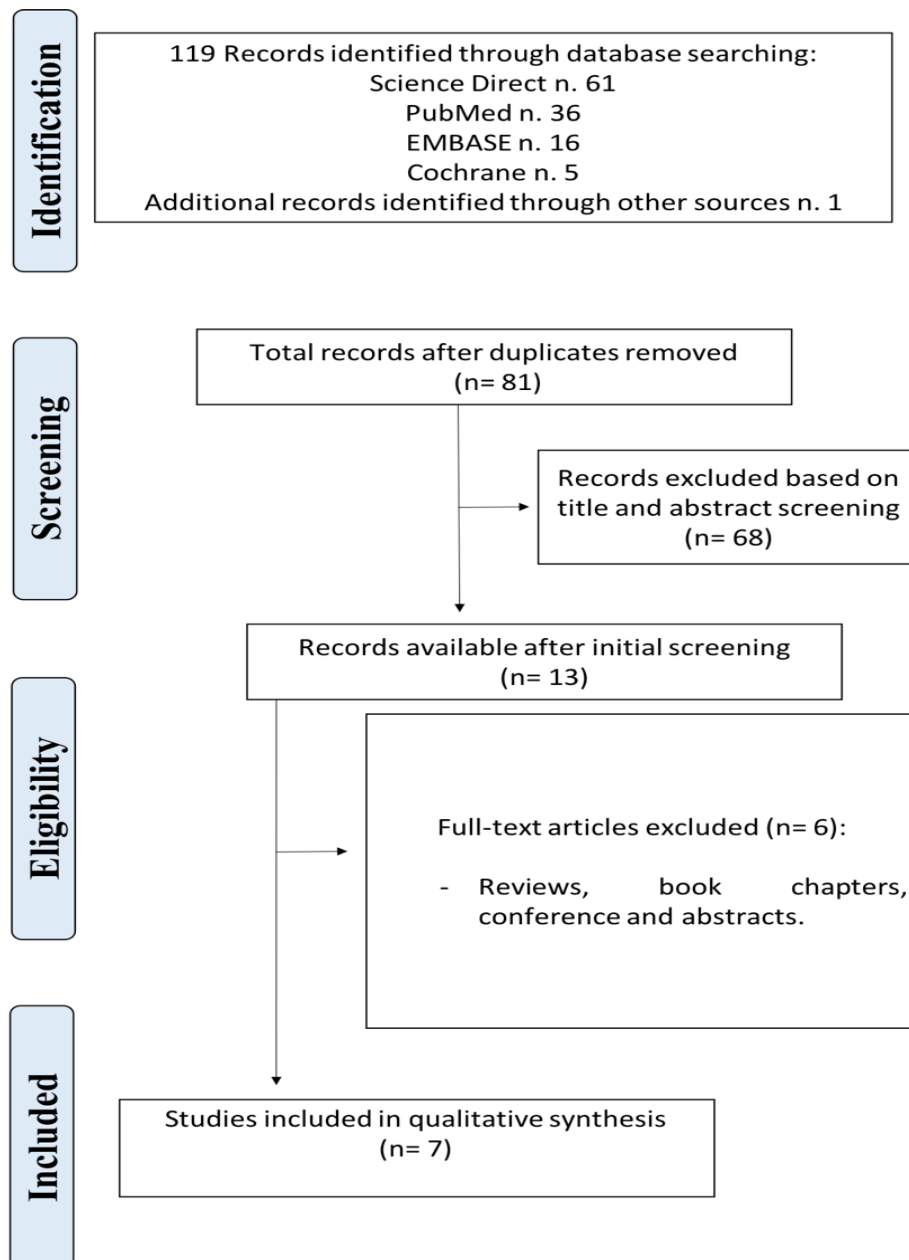 Identification
119 Records identified through database searching:
Science Direct n. 61
PubMed n. 36
EMBASE n. 16
Cochrane n. 5
Additional records identified through other sources n. 1
Screening
Total records after duplicates removed
(n= 81)
Records excluded based on
title and abstract screening
(n= 68)
Records available after initial screening
(n= 13)
Eligibility
Full-text articles excluded (n= 6):
- Reviews, book chapters,
conference and abstracts.
Included
Studies included in qualitative synthesis
(n= 7)